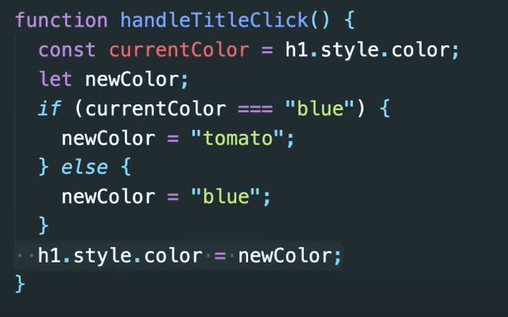 function handleTitleClick() {
  const currentColor = h1.style.color;
  let newColor;
  if (currentColor === "blue") {
    newColor = "tomato";
  } else {
    newColor = "blue";
  }
  h1.style.color = newColor;
}